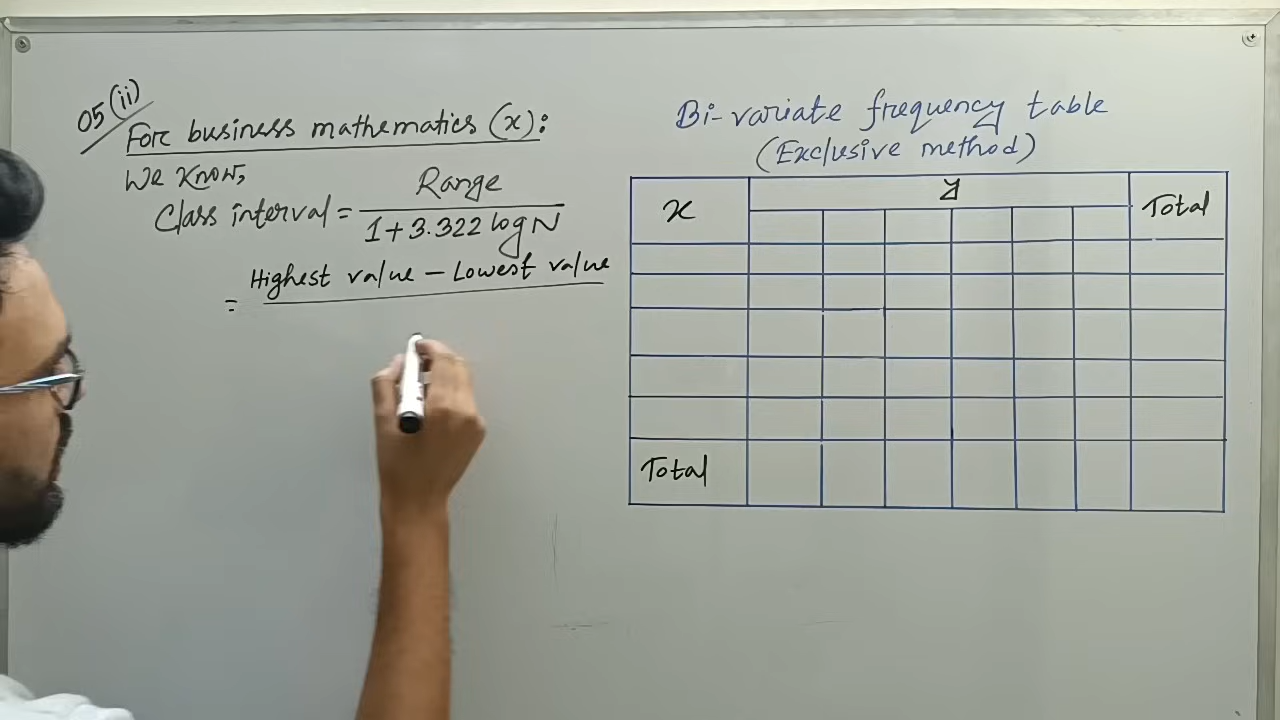 05 (ii)
Forc business mathematics (x):
We know,
Class interval = Range / 1+3.322 log N
= Highest value - Lowest value
Bi-variate frequency table
(Exclusive method)
x
y
Total
Total